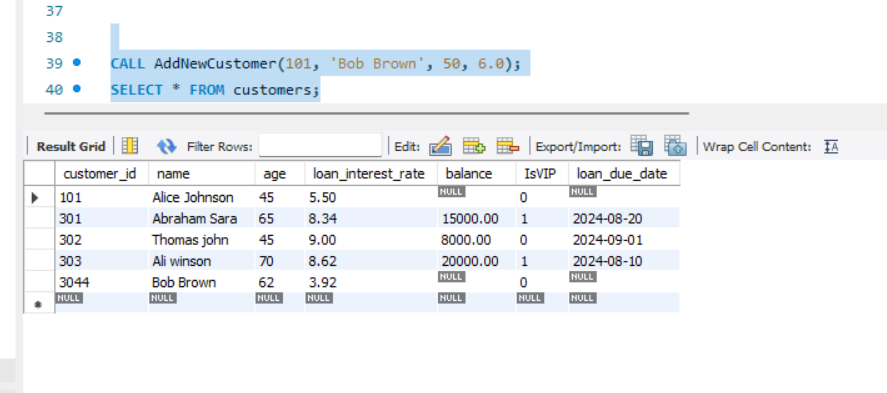 37
38
39 CALL AddNewCustomer(101, 'Bob Brown', 50, 6.0);
40 SELECT * FROM customers;
Result Grid Filter Rows: Edit: Export/Import: Wrap Cell Content:
customer_id name age loan_interest_rate balance IsVIP loan_due_date
101 Alice Johnson 45 5.50 NULL 0 NULL
301 Abraham Sara 65 8.34 15000.00 1 2024-08-20
302 Thomas john 45 9.00 8000.00 0 2024-09-01
303 Ali winson 70 8.62 20000.00 1 2024-08-10
3044 Bob Brown 62 3.92 NULL 0 NULL
NULL NULL NULL NULL NULL NULL NULL